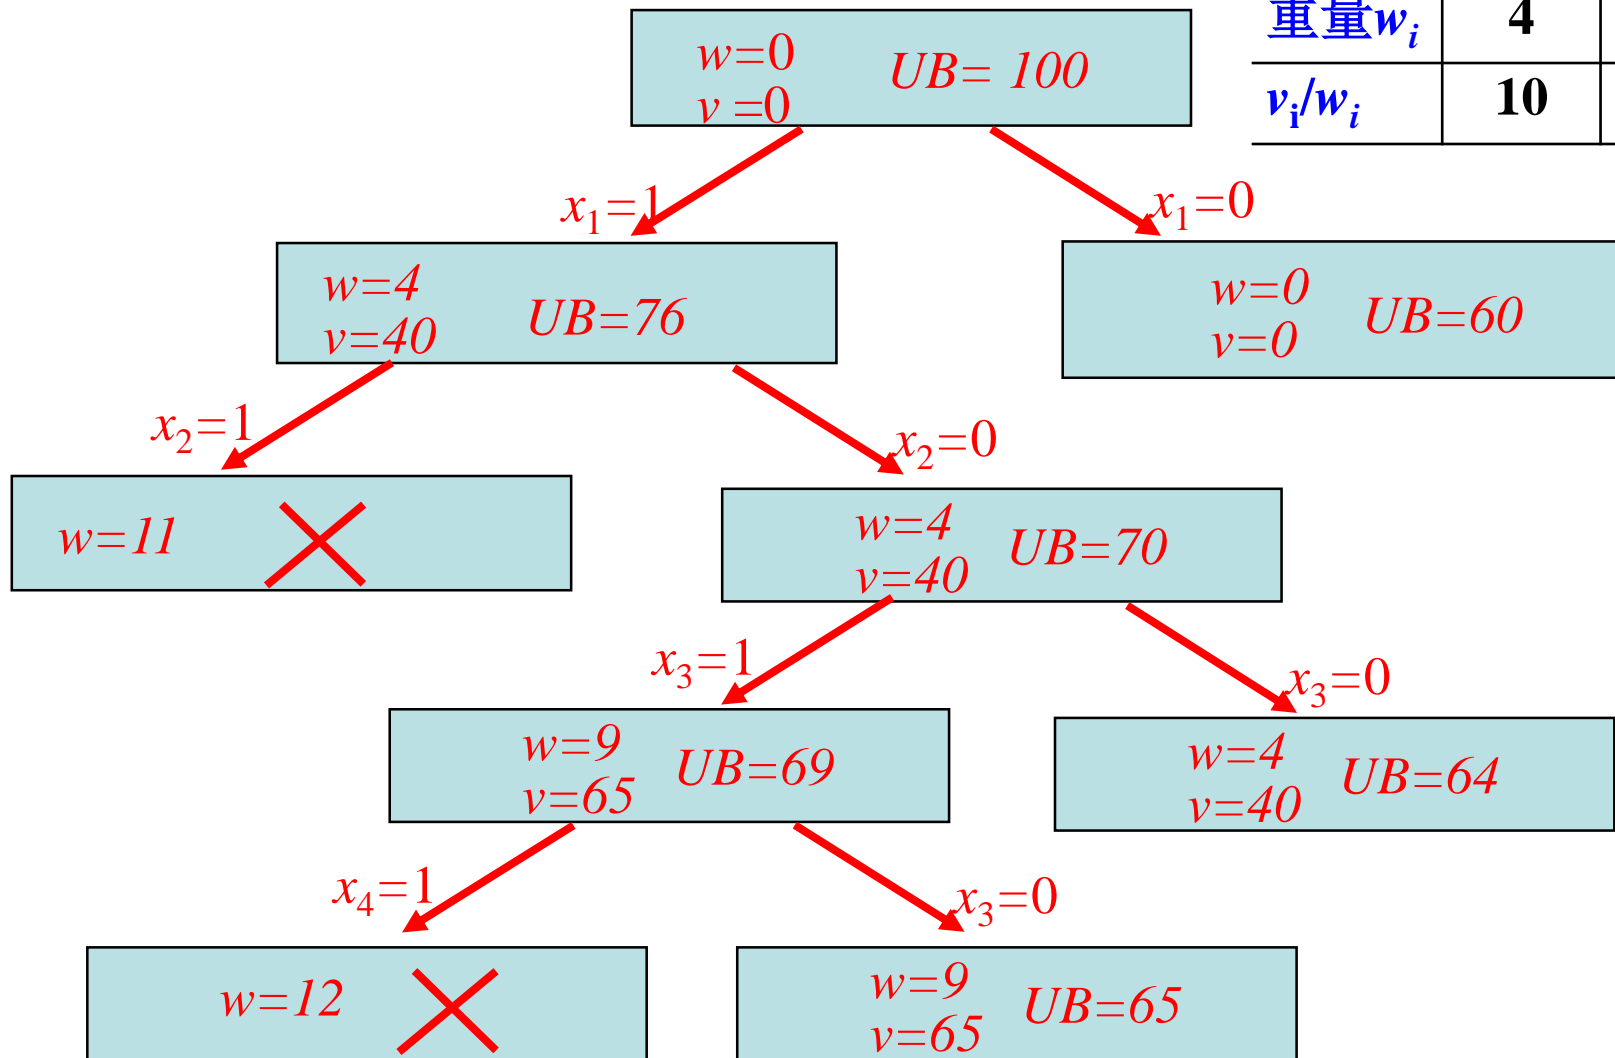 重量wᵢ 4
vᵢ/wᵢ 10
w=0
v =0
UB= 100
x₁=1
x₁=0
w=4
v=40
UB=76
w=0
v=0
UB=60
x₂=1
x₂=0
w=11
w=4
v=40
UB=70
x₃=1
x₃=0
w=9
v=65
UB=69
w=4
v=40
UB=64
x₄=1
x₃=0
w=12
w=9
v=65
UB=65